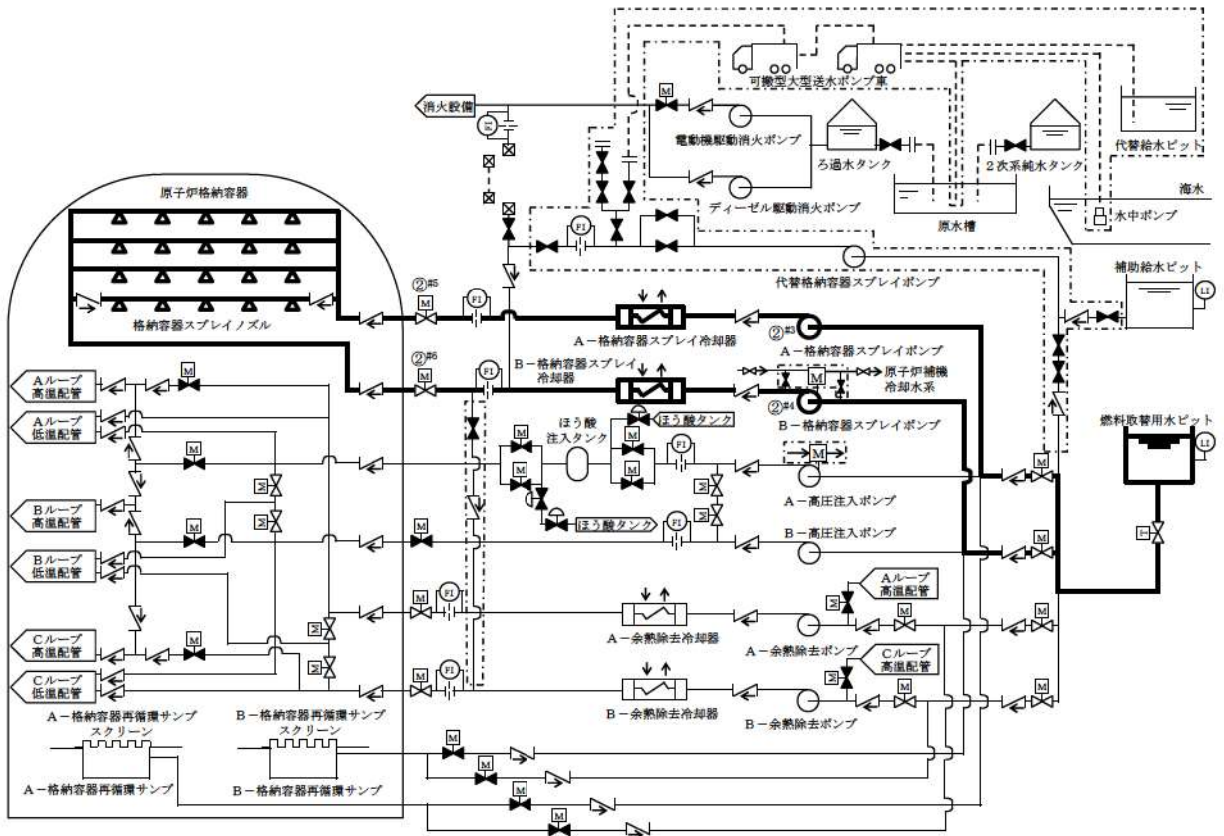 可搬型大型送水ポンプ車
消火設備
M
FI
電動機駆動消火ポンプ
ろ過水タンク
2次系純水タンク
代替給水ピット
海水
水中ポンプ
原水槽
ディーゼル駆動消火ポンプ
FI
代替格納容器スプレイポンプ
補助給水ピット
LI
原子炉格納容器
格納容器スプレイノズル
②#5
M
FI
A-格納容器スプレイ冷却器
②#3
A-格納容器スプレイポンプ
②#6
M
FI
B-格納容器スプレイ
冷却器
M
原子炉補機
冷却水系
②#4
B-格納容器スプレイポンプ
燃料取替用水ピット
LI
Aループ
高温配管
M
Aループ
低温配管
M
M
ほう酸
注入タンク
ほう酸タンク
M
M
FI
M
M
M
A-高圧注入ポンプ
M
M
ほう酸タンク
M
Bループ
高温配管
M
M
M
M
FI
B-高圧注入ポンプ
M
Bループ
低温配管
T
M
FI
A-余熱除去冷却器
Aループ
高温配管
M
M
M
A-余熱除去ポンプ
Cループ
高温配管
M
M
M
Cループ
低温配管
M
FI
B-余熱除去冷却器
Cループ
高温配管
M
M
M
B-余熱除去ポンプ
A-格納容器再循環サンプ
スクリーン
B-格納容器再循環サンプ
スクリーン
M
M
A-格納容器再循環サンプ
B-格納容器再循環サンプ
M
M